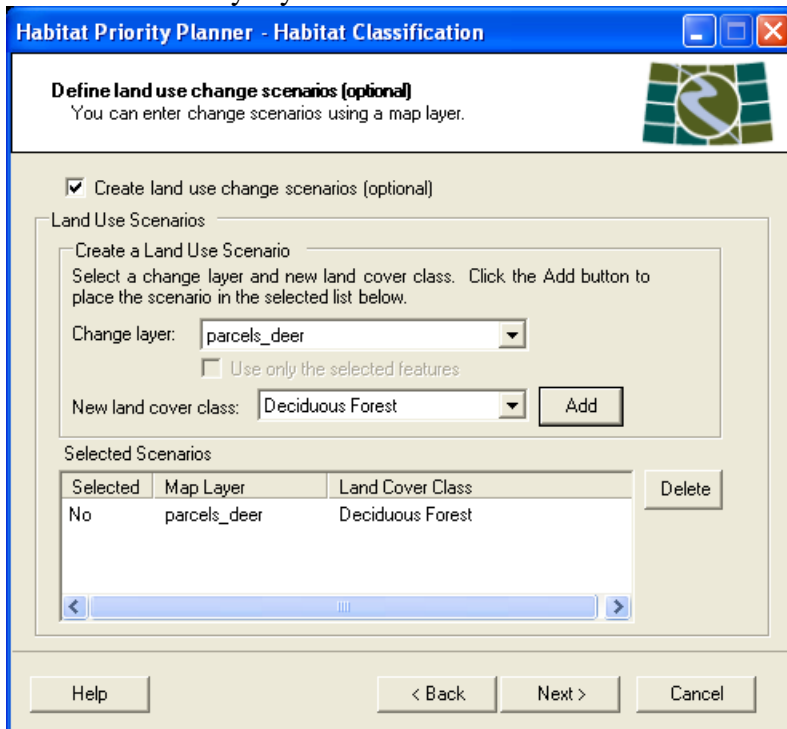 Habitat Priority Planner - Habitat Classification
Define land use change scenarios (optional)
You can enter change scenarios using a map layer.
Create land use change scenarios (optional)
Land Use Scenarios
Create a Land Use Scenario
Select a change layer and new land cover class. Click the Add button to
place the scenario in the selected list below.
Change layer: parcels_deer
Use only the selected features
New land cover class: Deciduous Forest Add
Selected Scenarios
Selected Map Layer Land Cover Class Delete
No parcels_deer Deciduous Forest
Help < Back Next > Cancel